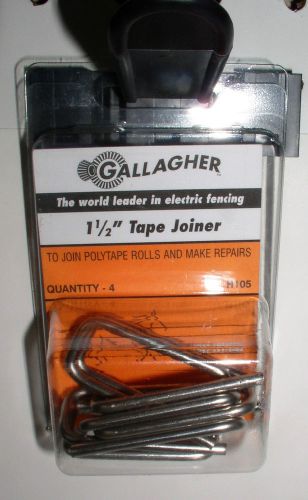 GALLAGHER
The world leader in electric fencing
1½" Tape Joiner
TO JOIN POLYTAPE ROLLS AND MAKE REPAIRS
QUANTITY - 4
H105